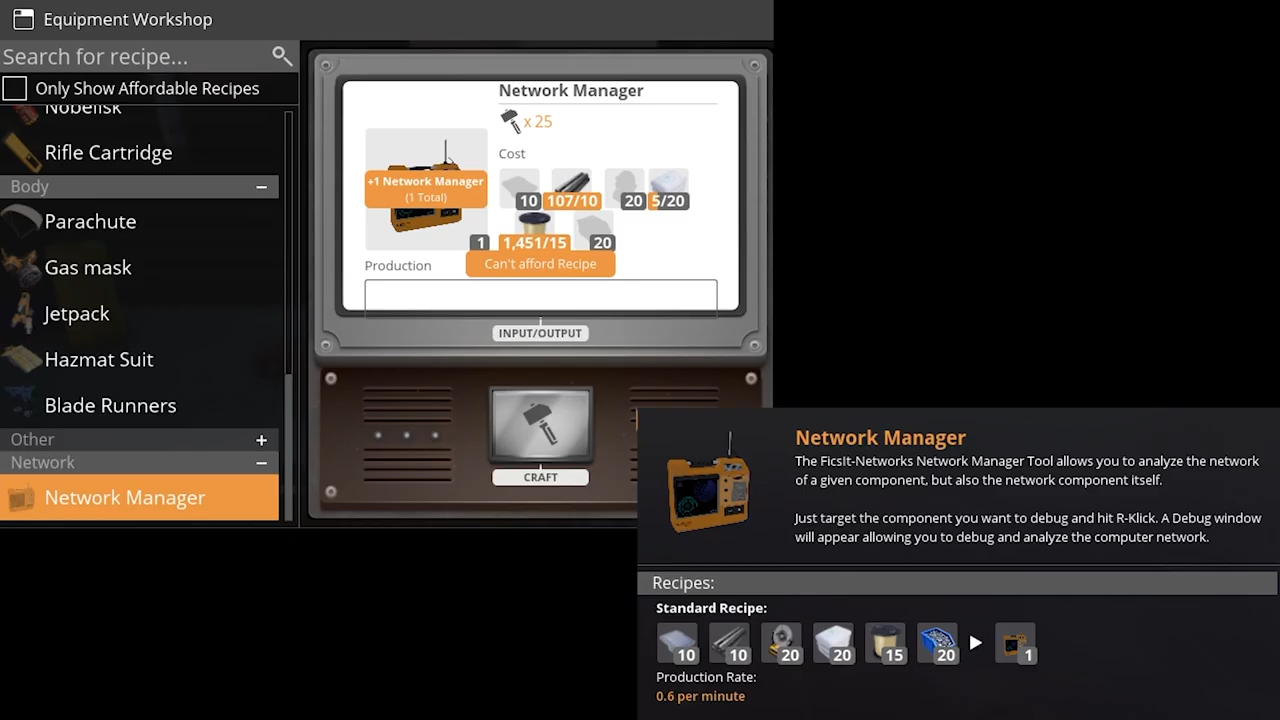 Equipment Workshop
Search for recipe...
Only Show Affordable Recipes
Nobelisk
Rifle Cartridge
Body
Parachute
Gas mask
Jetpack
Hazmat Suit
Blade Runners
Other
Network
Network Manager
Network Manager
x 25
Cost
+1 Network Manager
(1 Total)
10 107/10 20 5/20
1 1,451/15 20
Production
Can't afford Recipe
INPUT/OUTPUT
CRAFT
Network Manager
The FicsIt-Networks Network Manager Tool allows you to analyze the network
of a given component, but also the network component itself.
Just target the component you want to debug and hit R-Klick. A Debug window
will appear allowing you to debug and analyze the computer network.
Recipes:
Standard Recipe:
10 10 20 20 15 20 1
Production Rate:
0.6 per minute